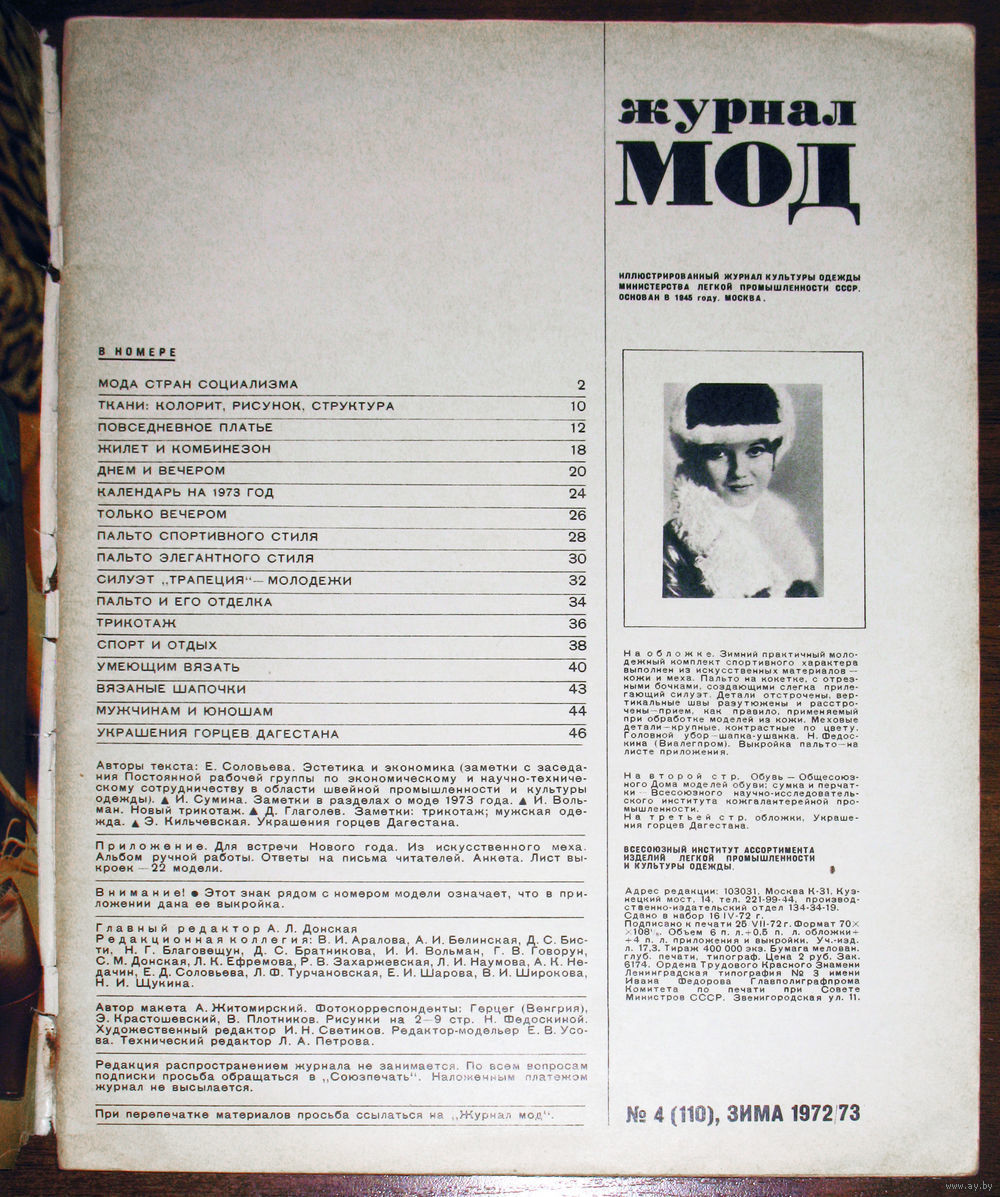 В НОМЕРЕ
МОДА СТРАН СОЦИАЛИЗМА 2
ТКАНИ: КОЛОРИТ, РИСУНОК, СТРУКТУРА 10
ПОВСЕДНЕВНОЕ ПЛАТЬЕ 12
ЖИЛЕТ И КОМБИНЕЗОН 18
ДНЕМ И ВЕЧЕРОМ 20
КАЛЕНДАРЬ НА 1973 ГОД 24
ТОЛЬКО ВЕЧЕРОМ 26
ПАЛЬТО СПОРТИВНОГО СТИЛЯ 28
ПАЛЬТО ЭЛЕГАНТНОГО СТИЛЯ 30
СИЛУЭТ „ТРАПЕЦИЯ“—МОЛОДЕЖИ 32
ПАЛЬТО И ЕГО ОТДЕЛКА 34
ТРИКОТАЖ 36
СПОРТ И ОТДЫХ 38
УМЕЮЩИМ ВЯЗАТЬ 40
ВЯЗАНЫЕ ШАПОЧКИ 43
МУЖЧИНАМ И ЮНОШАМ 44
УКРАШЕНИЯ ГОРЦЕВ ДАГЕСТАНА 46
Авторы текста: Е. Соловьева. Эстетика и экономика (заметки с заседа-
ния Постоянной рабочей группы по экономическому и научно-техниче-
скому сотрудничеству в области швейной промышленности и культуры
одежды). ▲ И. Сумина. Заметки в разделах о моде 1973 года. ▲ И. Воль-
ман. Новый трикотаж. ▲ Д. Глаголев. Заметки: трикотаж; мужская оде-
жда. ▲ Э. Кильчевская. Украшения горцев Дагестана.
Приложение. Для встречи Нового года. Из искусственного меха.
Альбом ручной работы. Ответы на письма читателей. Анкета. Лист вы-
кроек — 22 модели.
Внимание! ● Этот знак рядом с номером модели означает, что в при-
ложении дана ее выкройка.
Главный редактор А. Л. Донская
Редакционная коллегия: В. И. Аралова, А. И. Белинская, Д. С. Бис-
ти, Н. Г. Благовещун, Д. С. Братникова, И. И. Вольман, Г. В. Говорун,
С. М. Донская, Л. К. Ефремова, Р. В. Захаржевская, Л. И. Наумова, А. К. Не-
дачин, Е. Д. Соловьева, Л. Ф. Турчановская, Е. И. Шарова, В. И. Широкова,
Н. И. Щукина.
Автор макета А. Житомирский. Фотокорреспонденты: Герцег (Венгрия),
Э. Крастошевский, В. Плотников. Рисунки на 2—9 стр. Н. Федоскиной.
Художественный редактор И. Н. Светиков. Редактор-модельер Е. В. Усо-
ва. Технический редактор Л. А. Петрова.
Редакция распространением журнала не занимается. По всем вопросам
подписки просьба обращаться в „Союзпечать“. Наложенным платежом
журнал не высылается.
При перепечатке материалов просьба ссылаться на „Журнал мод“.
журнал
МОД
ИЛЛЮСТРИРОВАННЫЙ ЖУРНАЛ КУЛЬТУРЫ ОДЕЖДЫ
МИНИСТЕРСТВА ЛЕГКОЙ ПРОМЫШЛЕННОСТИ СССР.
ОСНОВАН В 1945 году. МОСКВА.
На обложке. Зимний практичный моло-
дежный комплект спортивного характера
выполнен из искусственных материалов —
кожи и меха. Пальто на кокетке, с отрез-
ными бочками, создающими слегка приле-
гающий силуэт. Детали отстрочены, вер-
тикальные швы разутюжены и расстро-
чены—прием, как правило, применяемый
при обработке моделей из кожи. Меховые
детали—крупные, контрастные по цвету.
Головной убор—шапка-ушанка. Н. Федос-
кина (Виалегпром). Выкройка пальто—на
листе приложения.
На второй стр. Обувь — Общесоюз-
ного Дома моделей обуви; сумка и перчат-
ки — Всесоюзного научно-исследователь-
ского института кожгалантерейной про-
мышленности.
На третьей стр. обложки, Украше-
ния горцев Дагестана.
ВСЕСОЮЗНЫЙ ИНСТИТУТ АССОРТИМЕНТА
ИЗДЕЛИЙ ЛЕГКОЙ ПРОМЫШЛЕННОСТИ
И КУЛЬТУРЫ ОДЕЖДЫ.
Адрес редакции: 103031, Москва К-31, Куз-
нецкий мост, 14, тел. 221-99-44, производ-
ственно-издательский отдел 134-34-19.
Сдано в набор 16 IV-72 г.
Подписано к печати 25 VII-72 г. Формат 70×
×108⅛. Объем 6 п. л.+0,5 п. л. обложки+
+4 п. л. приложения и выкройки. Уч.-изд.
л. 17,3. Тираж 400 000 экз. Бумага мелован.
глуб. печати, типограф. Цена 2 руб. Зак.
6174. Ордена Трудового Красного Знамени
Ленинградская типография № 3 имени
Ивана Федорова Главполиграфпрома
Комитета по печати при Совете
Министров СССР. Звенигородская ул. 11.
№ 4 (110), ЗИМА 1972/73
www.ay.by